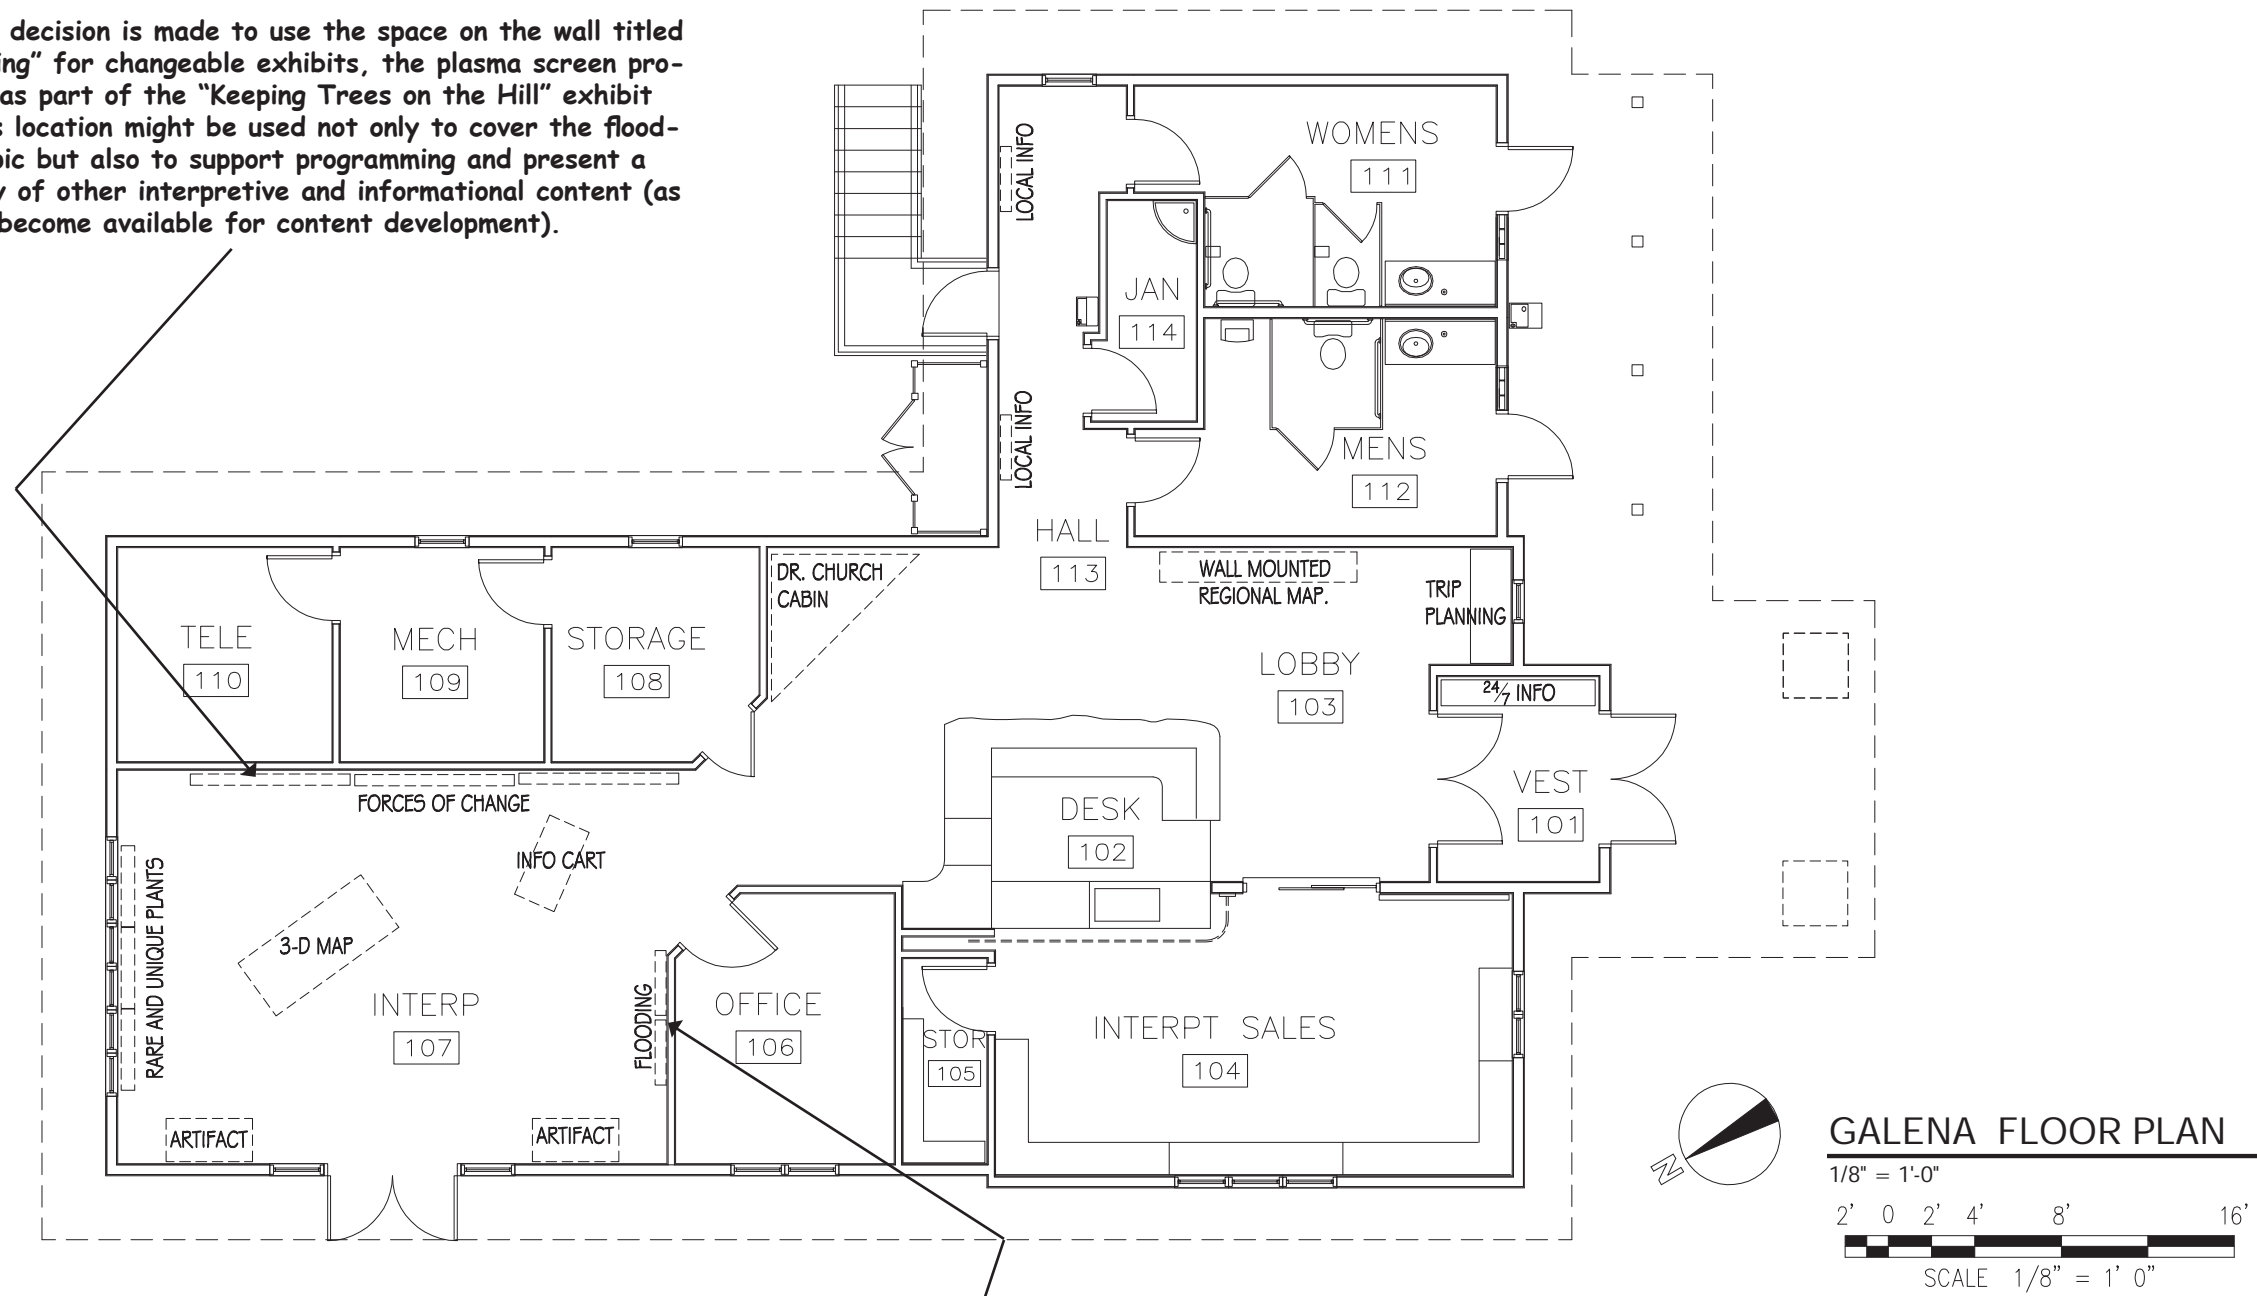 decision is made to use the space on the wall titled
ing” for changeable exhibits, the plasma screen pro-
as part of the “Keeping Trees on the Hill” exhibit
s location might be used not only to cover the flood-
pic but also to support programming and present a
y of other interpretive and informational content (as
become available for content development).
LOCAL INFO
WOMENS
111
JAN
114
LOCAL INFO
MENS
112
HALL
113
DR. CHURCH
CABIN
WALL MOUNTED
REGIONAL MAP.
TRIP
PLANNING
TELE
110
MECH
109
STORAGE
108
LOBBY
103
24/7 INFO
VEST
101
DESK
102
FORCES OF CHANGE
INFO CART
RARE AND UNIQUE PLANTS
3-D MAP
INTERP
107
FLOODING
OFFICE
106
STOR
105
INTERPT SALES
104
ARTIFACT
ARTIFACT
N
GALENA FLOOR PLAN
1/8" = 1'-0"
2' 0 2' 4' 8' 16'
SCALE 1/8" = 1' 0"